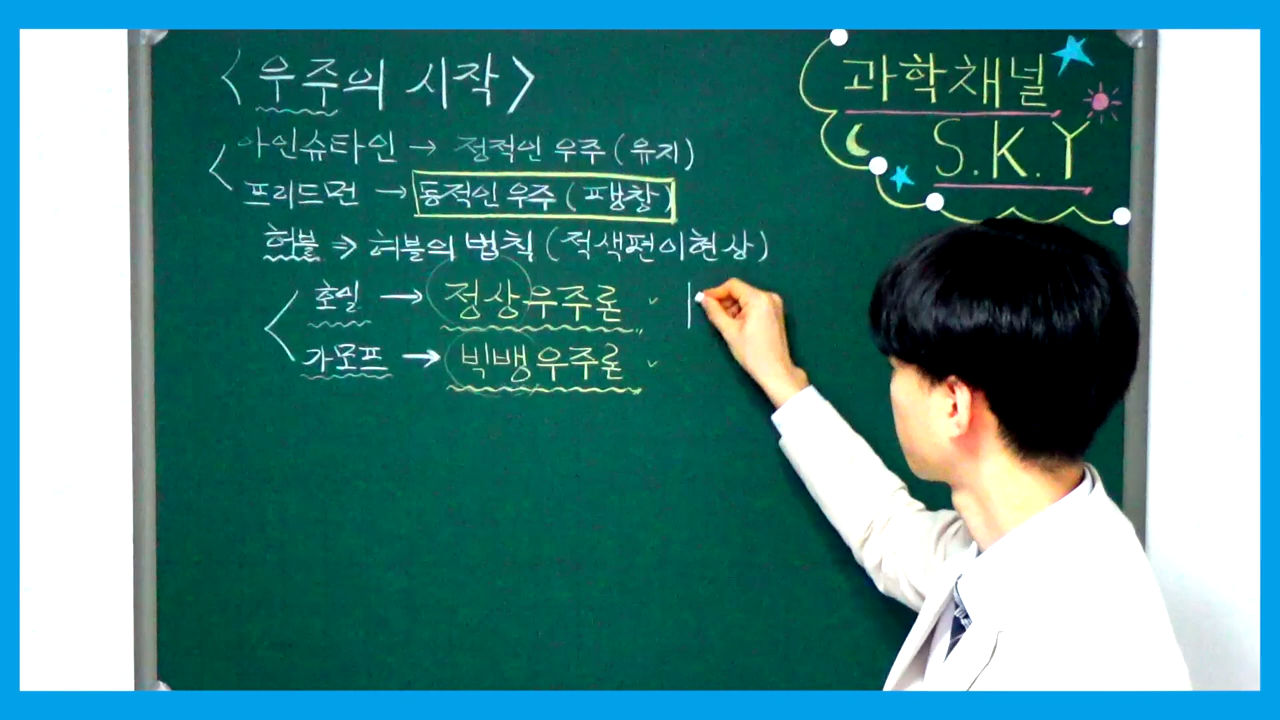 <우주의 시작>
과학채널
S.K.Y
아인슈타인 → 정적인 우주 (유지)
프리드먼 → 동적인 우주 (팽창)
허블 ⇒ 허블의 법칙 (적색편이현상)
호일 → 정상우주론
가모프 → 빅뱅우주론